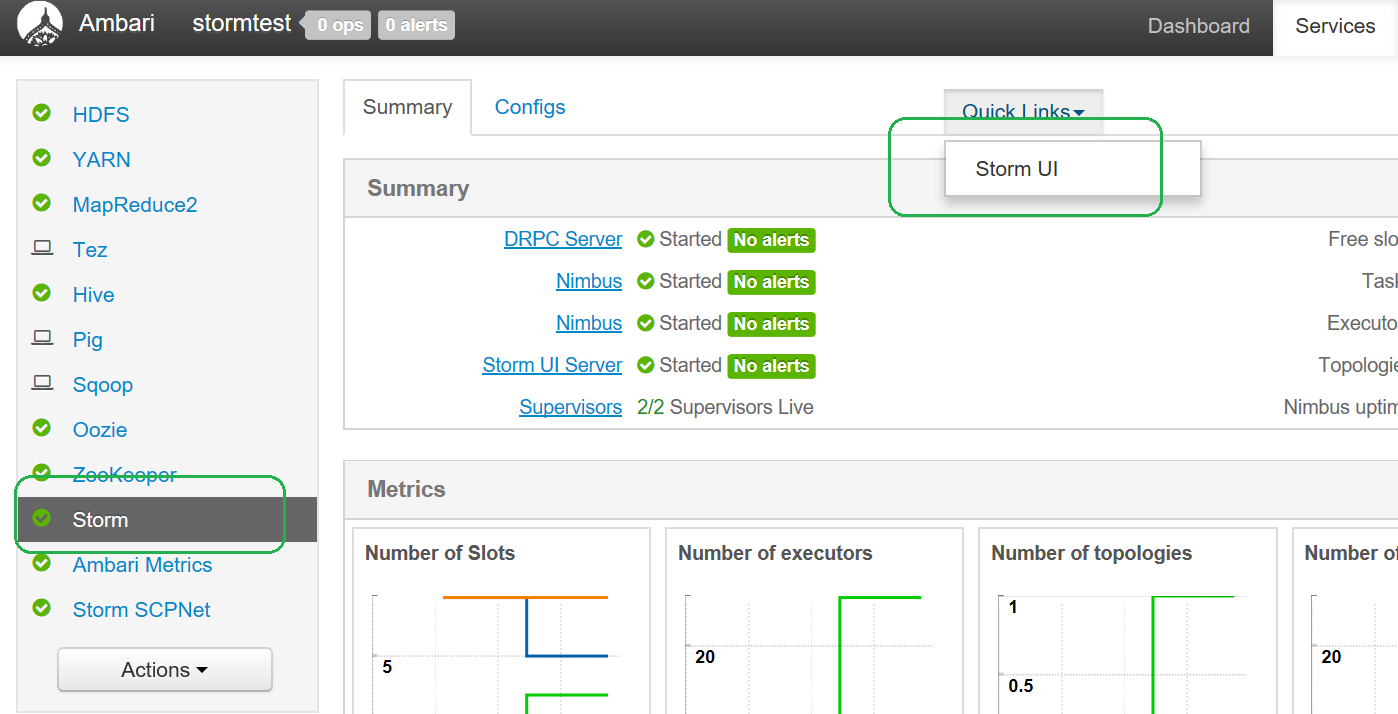 Ambari stormtest 0 ops 0 alerts Dashboard Services
HDFS
YARN
MapReduce2
Tez
Hive
Pig
Sqoop
Oozie
ZooKeeper
Storm
Ambari Metrics
Storm SCPNet
Actions
Summary Configs Quick Links
Storm UI
Summary
DRPC Server Started No alerts Free slo
Nimbus Started No alerts Task
Nimbus Started No alerts Executo
Storm UI Server Started No alerts Topologie
Supervisors 2/2 Supervisors Live Nimbus uptim
Metrics
Number of Slots
5
Number of executors
20
Number of topologies
1
0.5
Number of
20